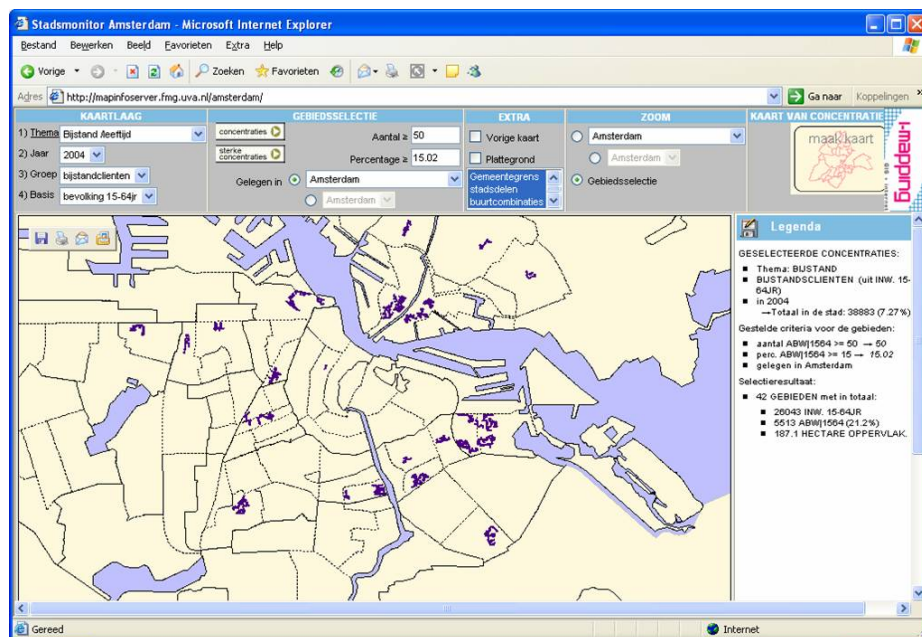 Stadsmonitor Amsterdam - Microsoft Internet Explorer
Bestand Bewerken Beeld Favorieten Extra Help
Vorige Zoeken Favorieten
Adres http://mapinfoserver.fmg.uva.nl/amsterdam/ Ga naar Koppelingen »
KAARTLAAG
1) Thema Bijstand /leeftijd
2) Jaar 2004
3) Groep bijstandclienten
4) Basis bevolking 15-64jr
GEBIEDSSELECTIE
concentraties
sterke concentraties
Aantal ≥ 50
Percentage ≥ 15.02
Gelegen in Amsterdam
Amsterdam
EXTRA
Vorige kaart
Plattegrond
Gemeentegrens
stadsdelen
buurtcombinaties
ZOOM
Amsterdam
Amsterdam
Gebiedsselectie
KAART VAN CONCENTRATIE
maak kaart
i-mapping
Legenda
GESELECTEERDE CONCENTRATIES:
Thema: BIJSTAND
BIJSTANDSCLIENTEN (uit INW. 15-
64JR)
in 2004
→Totaal in de stad: 38883 (7.27%)
Gestelde criteria voor de gebieden:
aantal ABW|1564 >= 50 → 50
perc. ABW|1564 >= 15 → 15.02
gelegen in Amsterdam
Selectieresultaat:
42 GEBIEDEN met in totaal:
26043 INW. 15-64JR
5513 ABW|1564 (21.2%)
187.1 HECTARE OPPERVLAK.
Gereed Internet